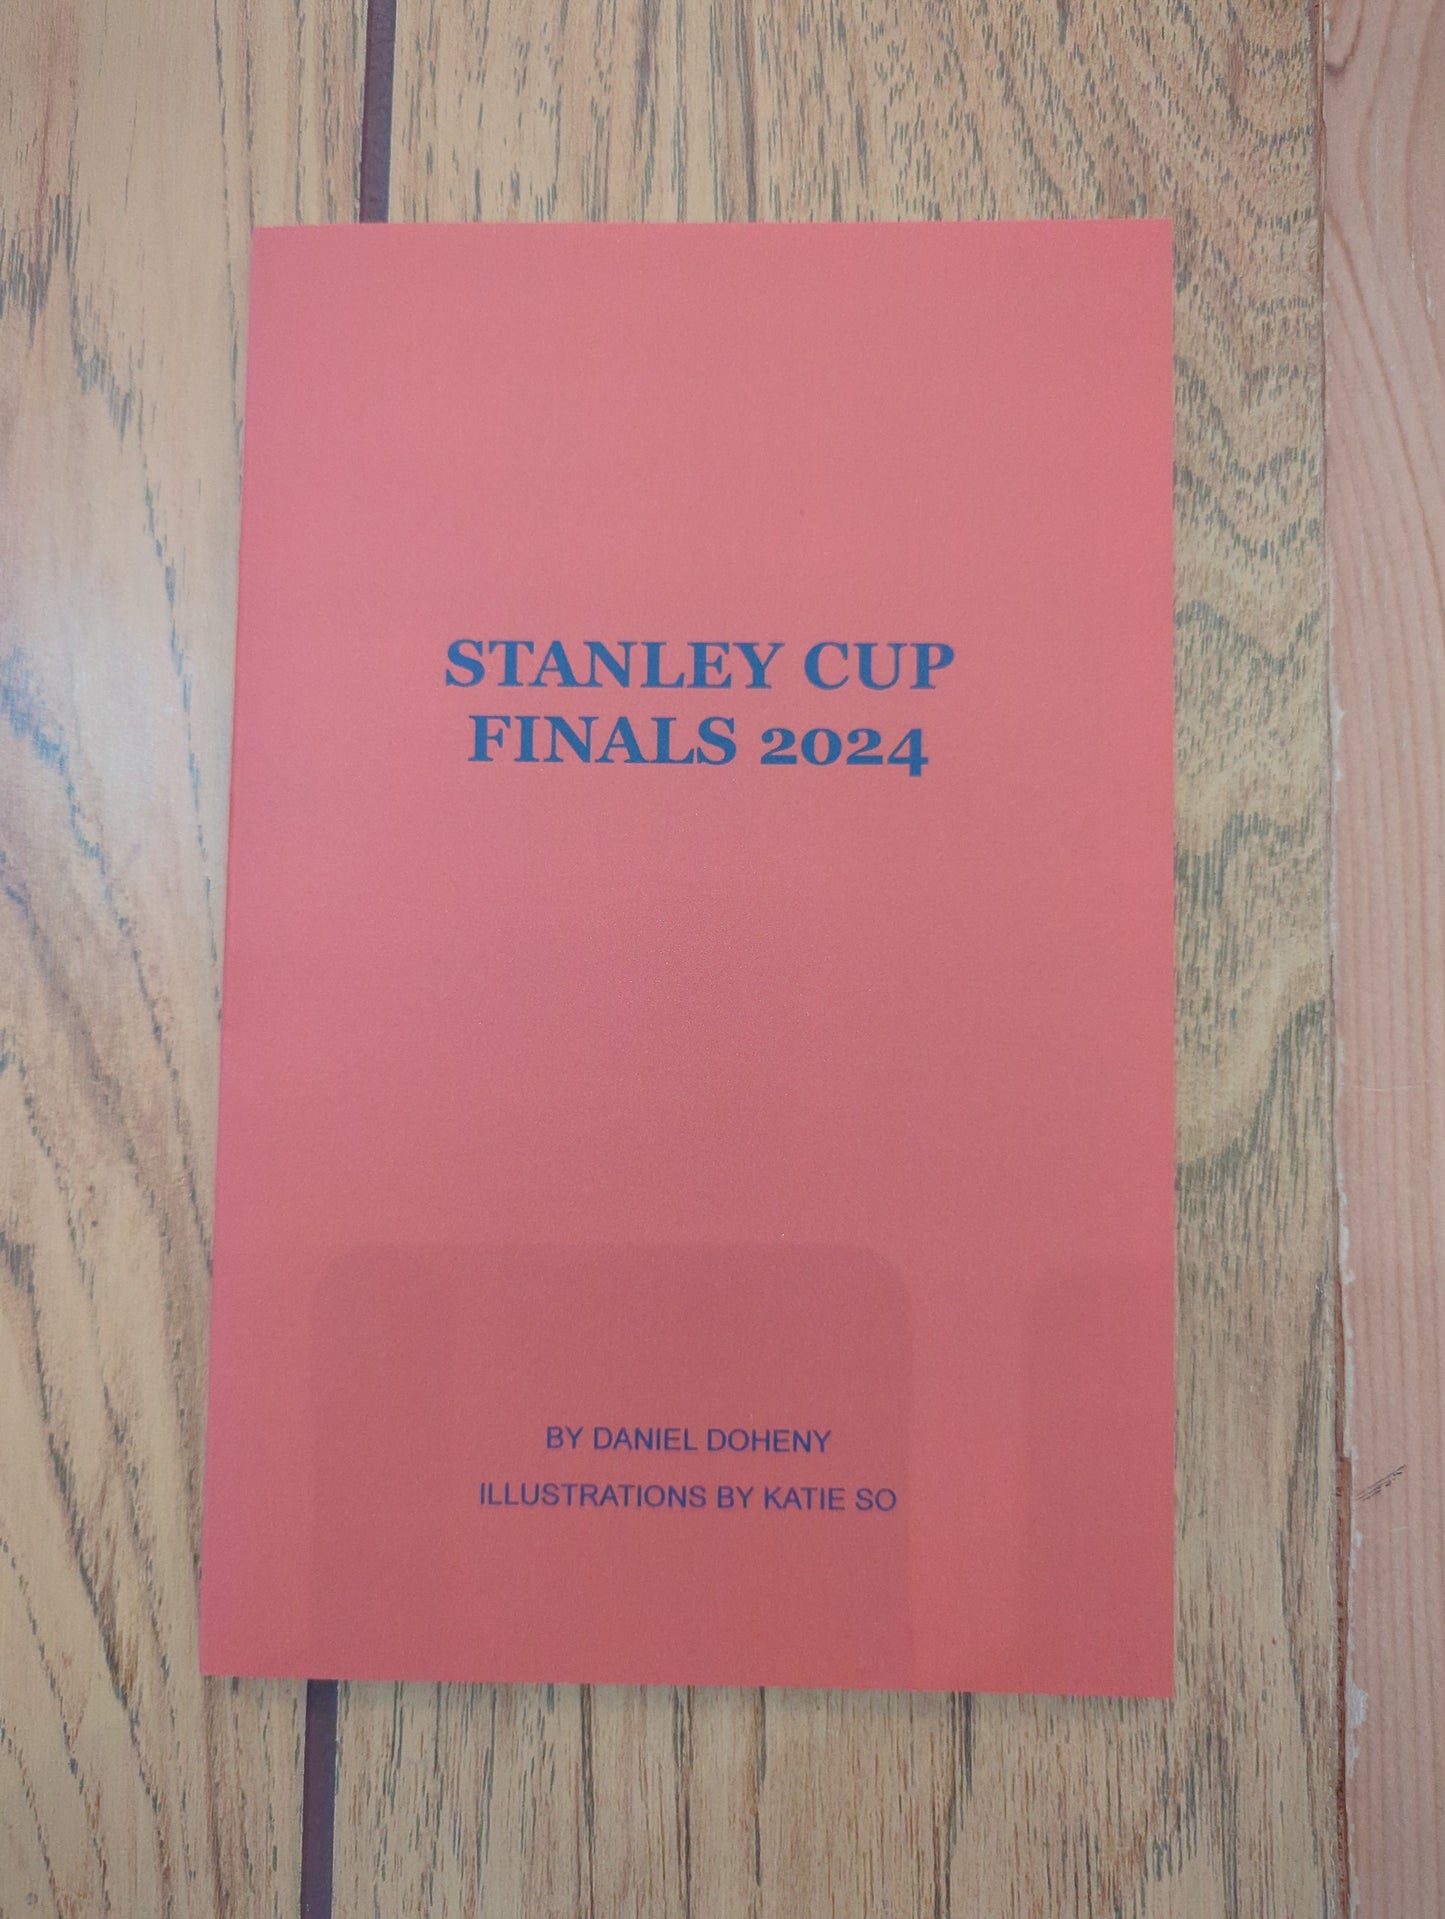 STANLEY CUP
FINALS 2024
BY DANIEL DOHENY
ILLUSTRATIONS BY KATIE SO